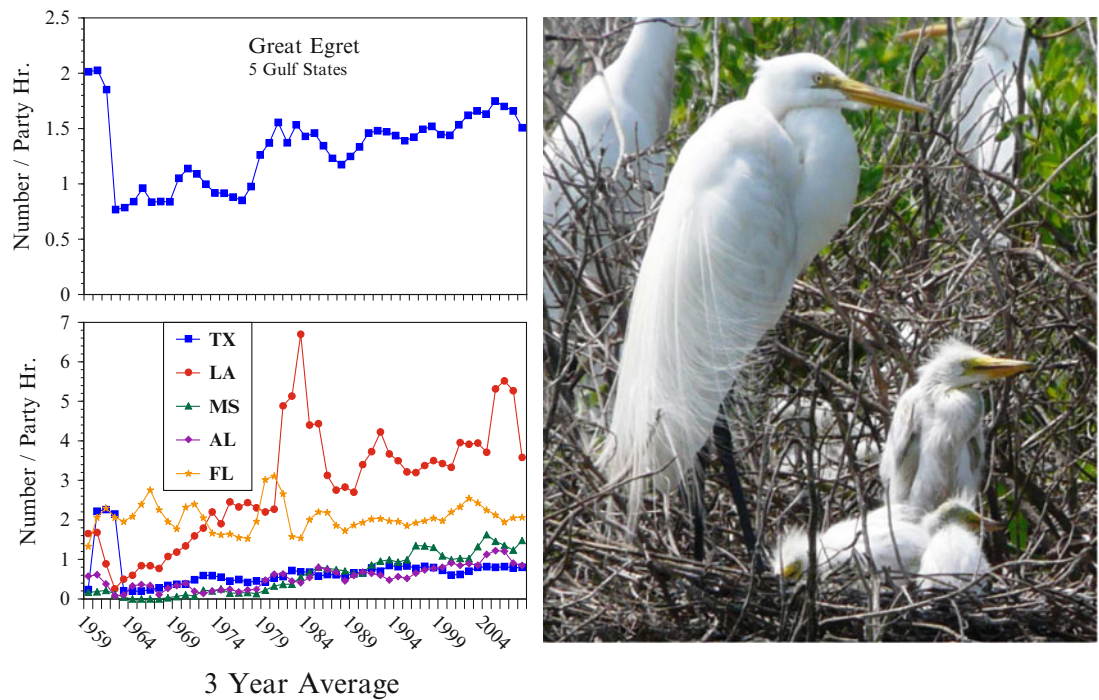 Great Egret
5 Gulf States
Number / Party Hr.
2.5
2
1.5
1
0.5
0
Number / Party Hr.
7
6
5
4
3
2
1
0
TX
LA
MS
AL
FL
1959
1964
1969
1974
1979
1984
1989
1994
1999
2004
3 Year Average